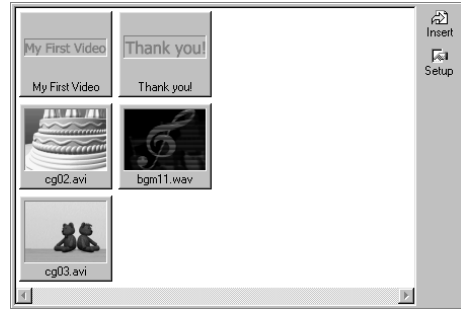 My First Video
Thank you!
Insert
My First Video
Thank you!
Setup
cg02.avi
bgm11.wav
cg03.avi